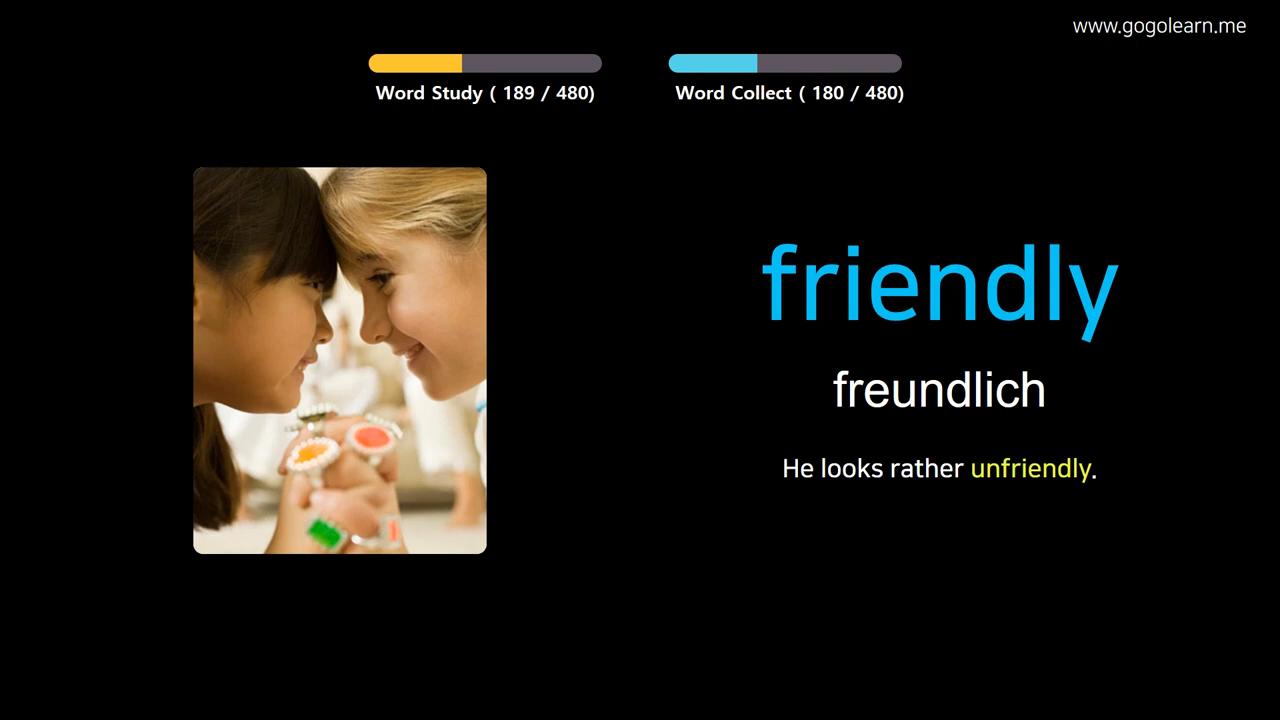 www.gogolearn.me
Word Study ( 189 / 480)
Word Collect ( 180 / 480)
friendly
freundlich
He looks rather unfriendly.